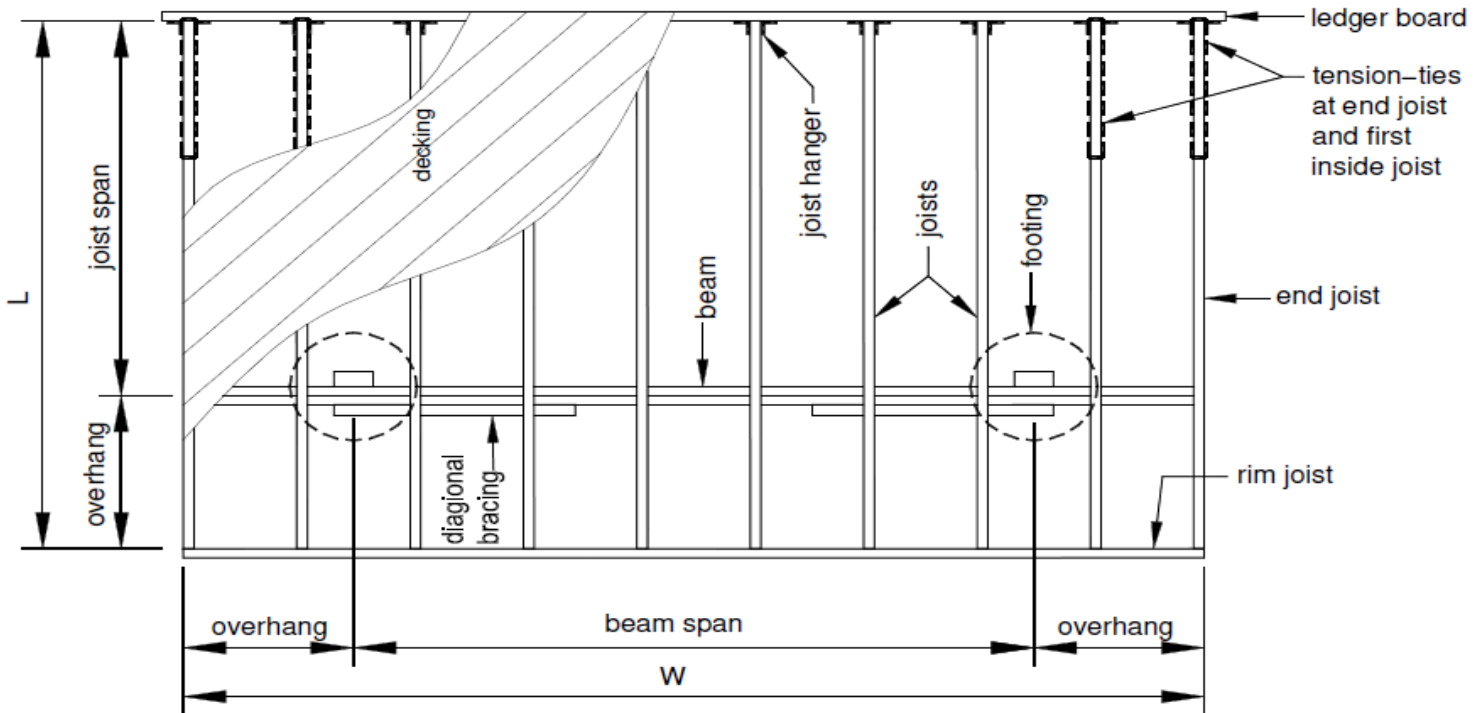 ledger board
tension-ties
at end joist
and first
inside joist
decking
joist hanger
joist span
L
joists
footing
beam
end joist
overhang
diagional
bracing
rim joist
overhang
beam span
overhang
W